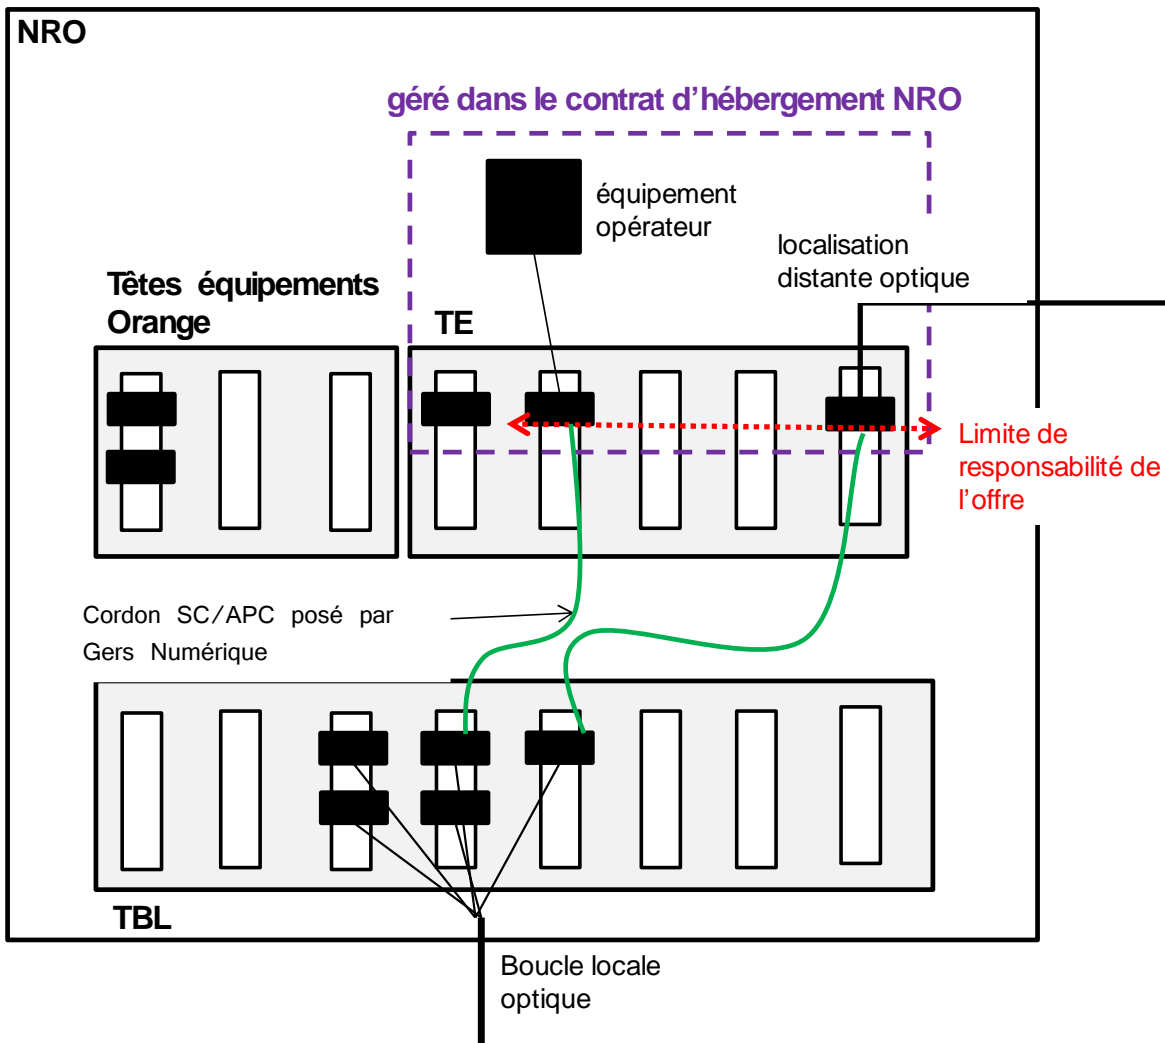 NRO
géré dans le contrat d’hébergement NRO
équipement
opérateur
localisation
distante optique
Têtes équipements
Orange
TE
Limite de
responsabilité de
l’offre
Cordon SC/APC posé par
Gers Numérique
TBL
Boucle locale
optique